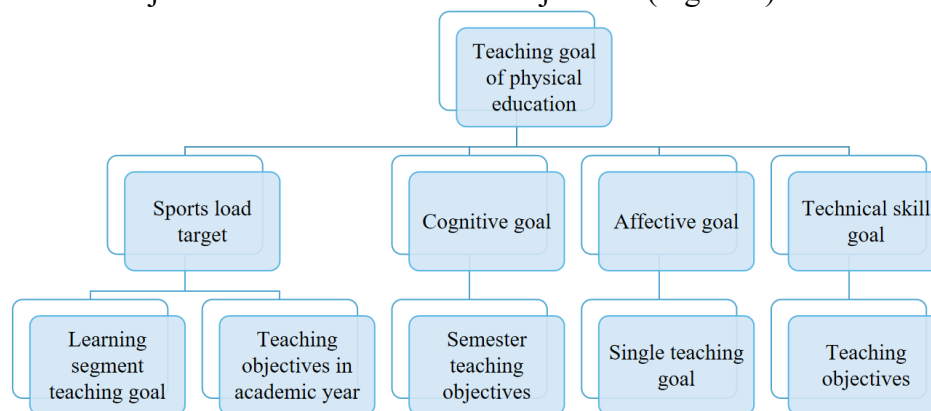 Teaching goal
of physical
education
Sports load
target
Cognitive goal
Affective goal
Technical skill
goal
Learning
segment
teaching goal
Teaching
objectives in
academic year
Semester
teaching
objectives
Single teaching
goal
Teaching
objectives